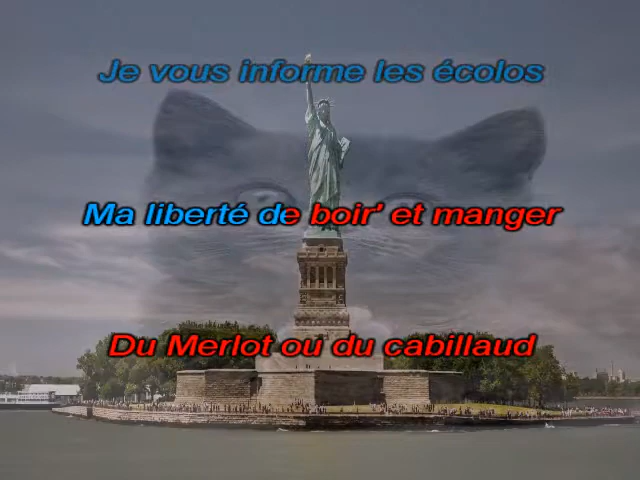 Je vous informe les écolos
Ma liberté de boir' et manger
Du Merlot ou du cabillaud